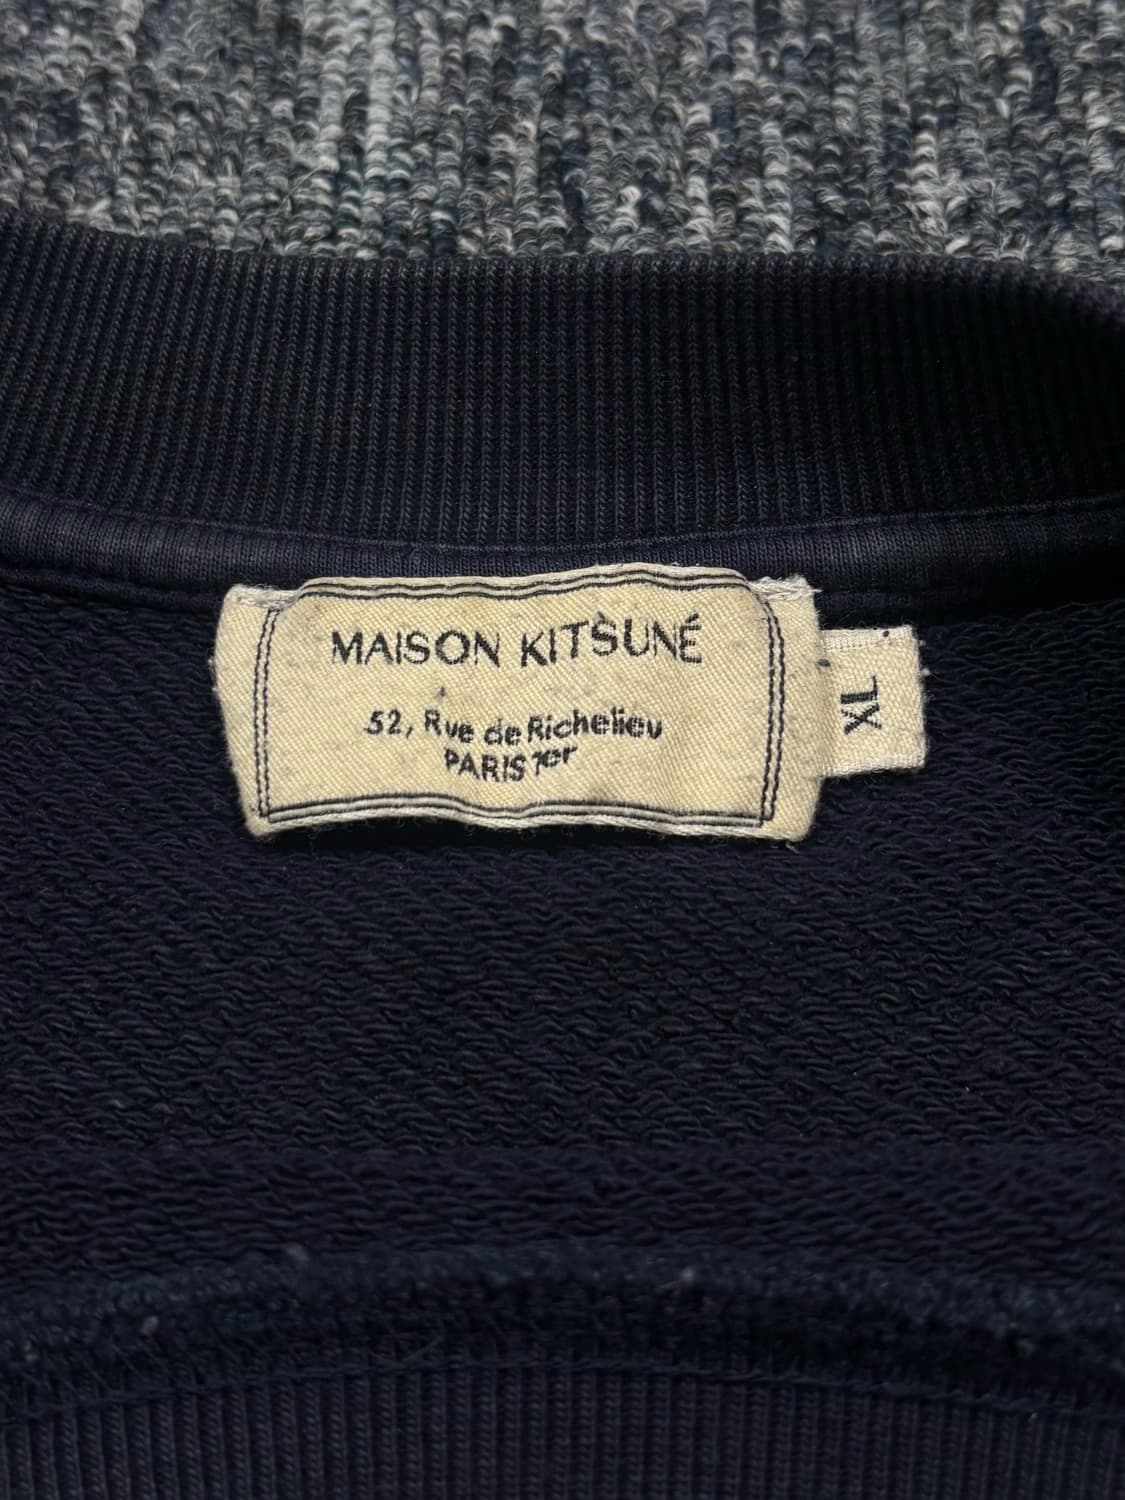 MAISON KITSUNÉ
52, Rue de Richelieu
PARIS 1er
XL